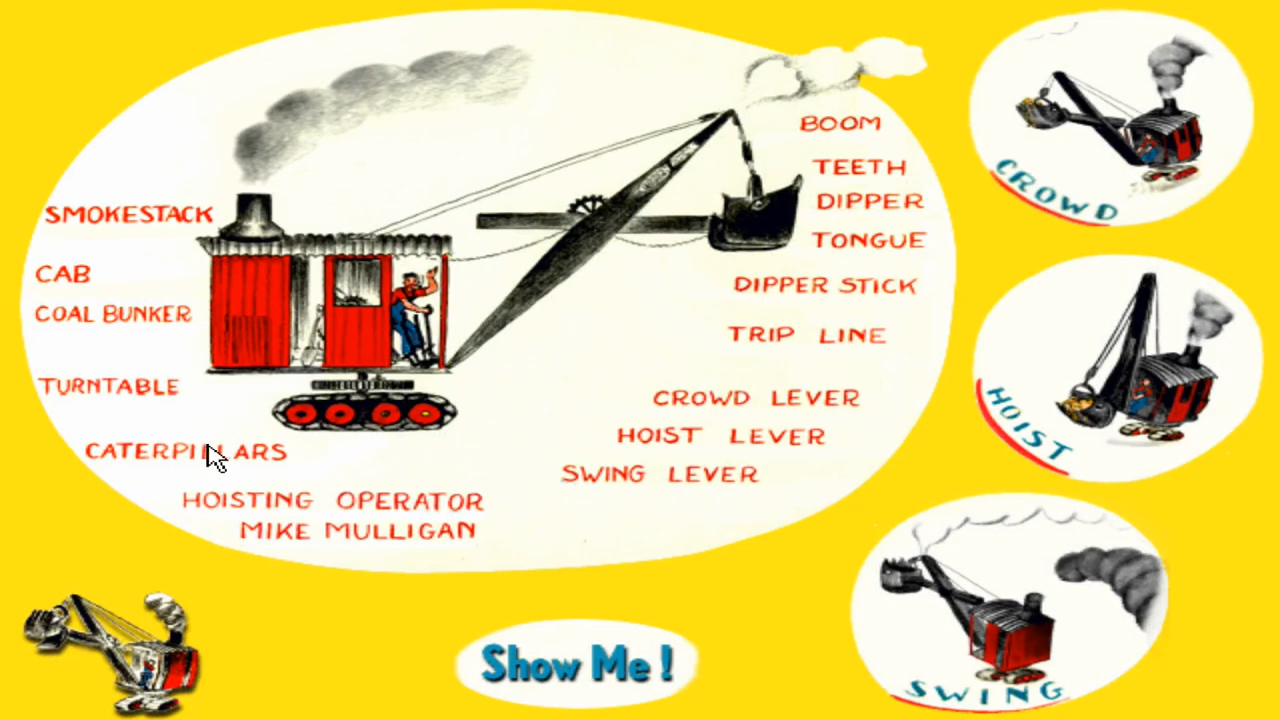 SMOKESTACK
CAB
COAL BUNKER
TURNTABLE
CATERPILLARS
HOISTING OPERATOR
MIKE MULLIGAN
BOOM
TEETH
DIPPER
TONGUE
DIPPER STICK
TRIP LINE
CROWD LEVER
HOIST LEVER
SWING LEVER
CROWD
HOIST
SWING
Show Me !